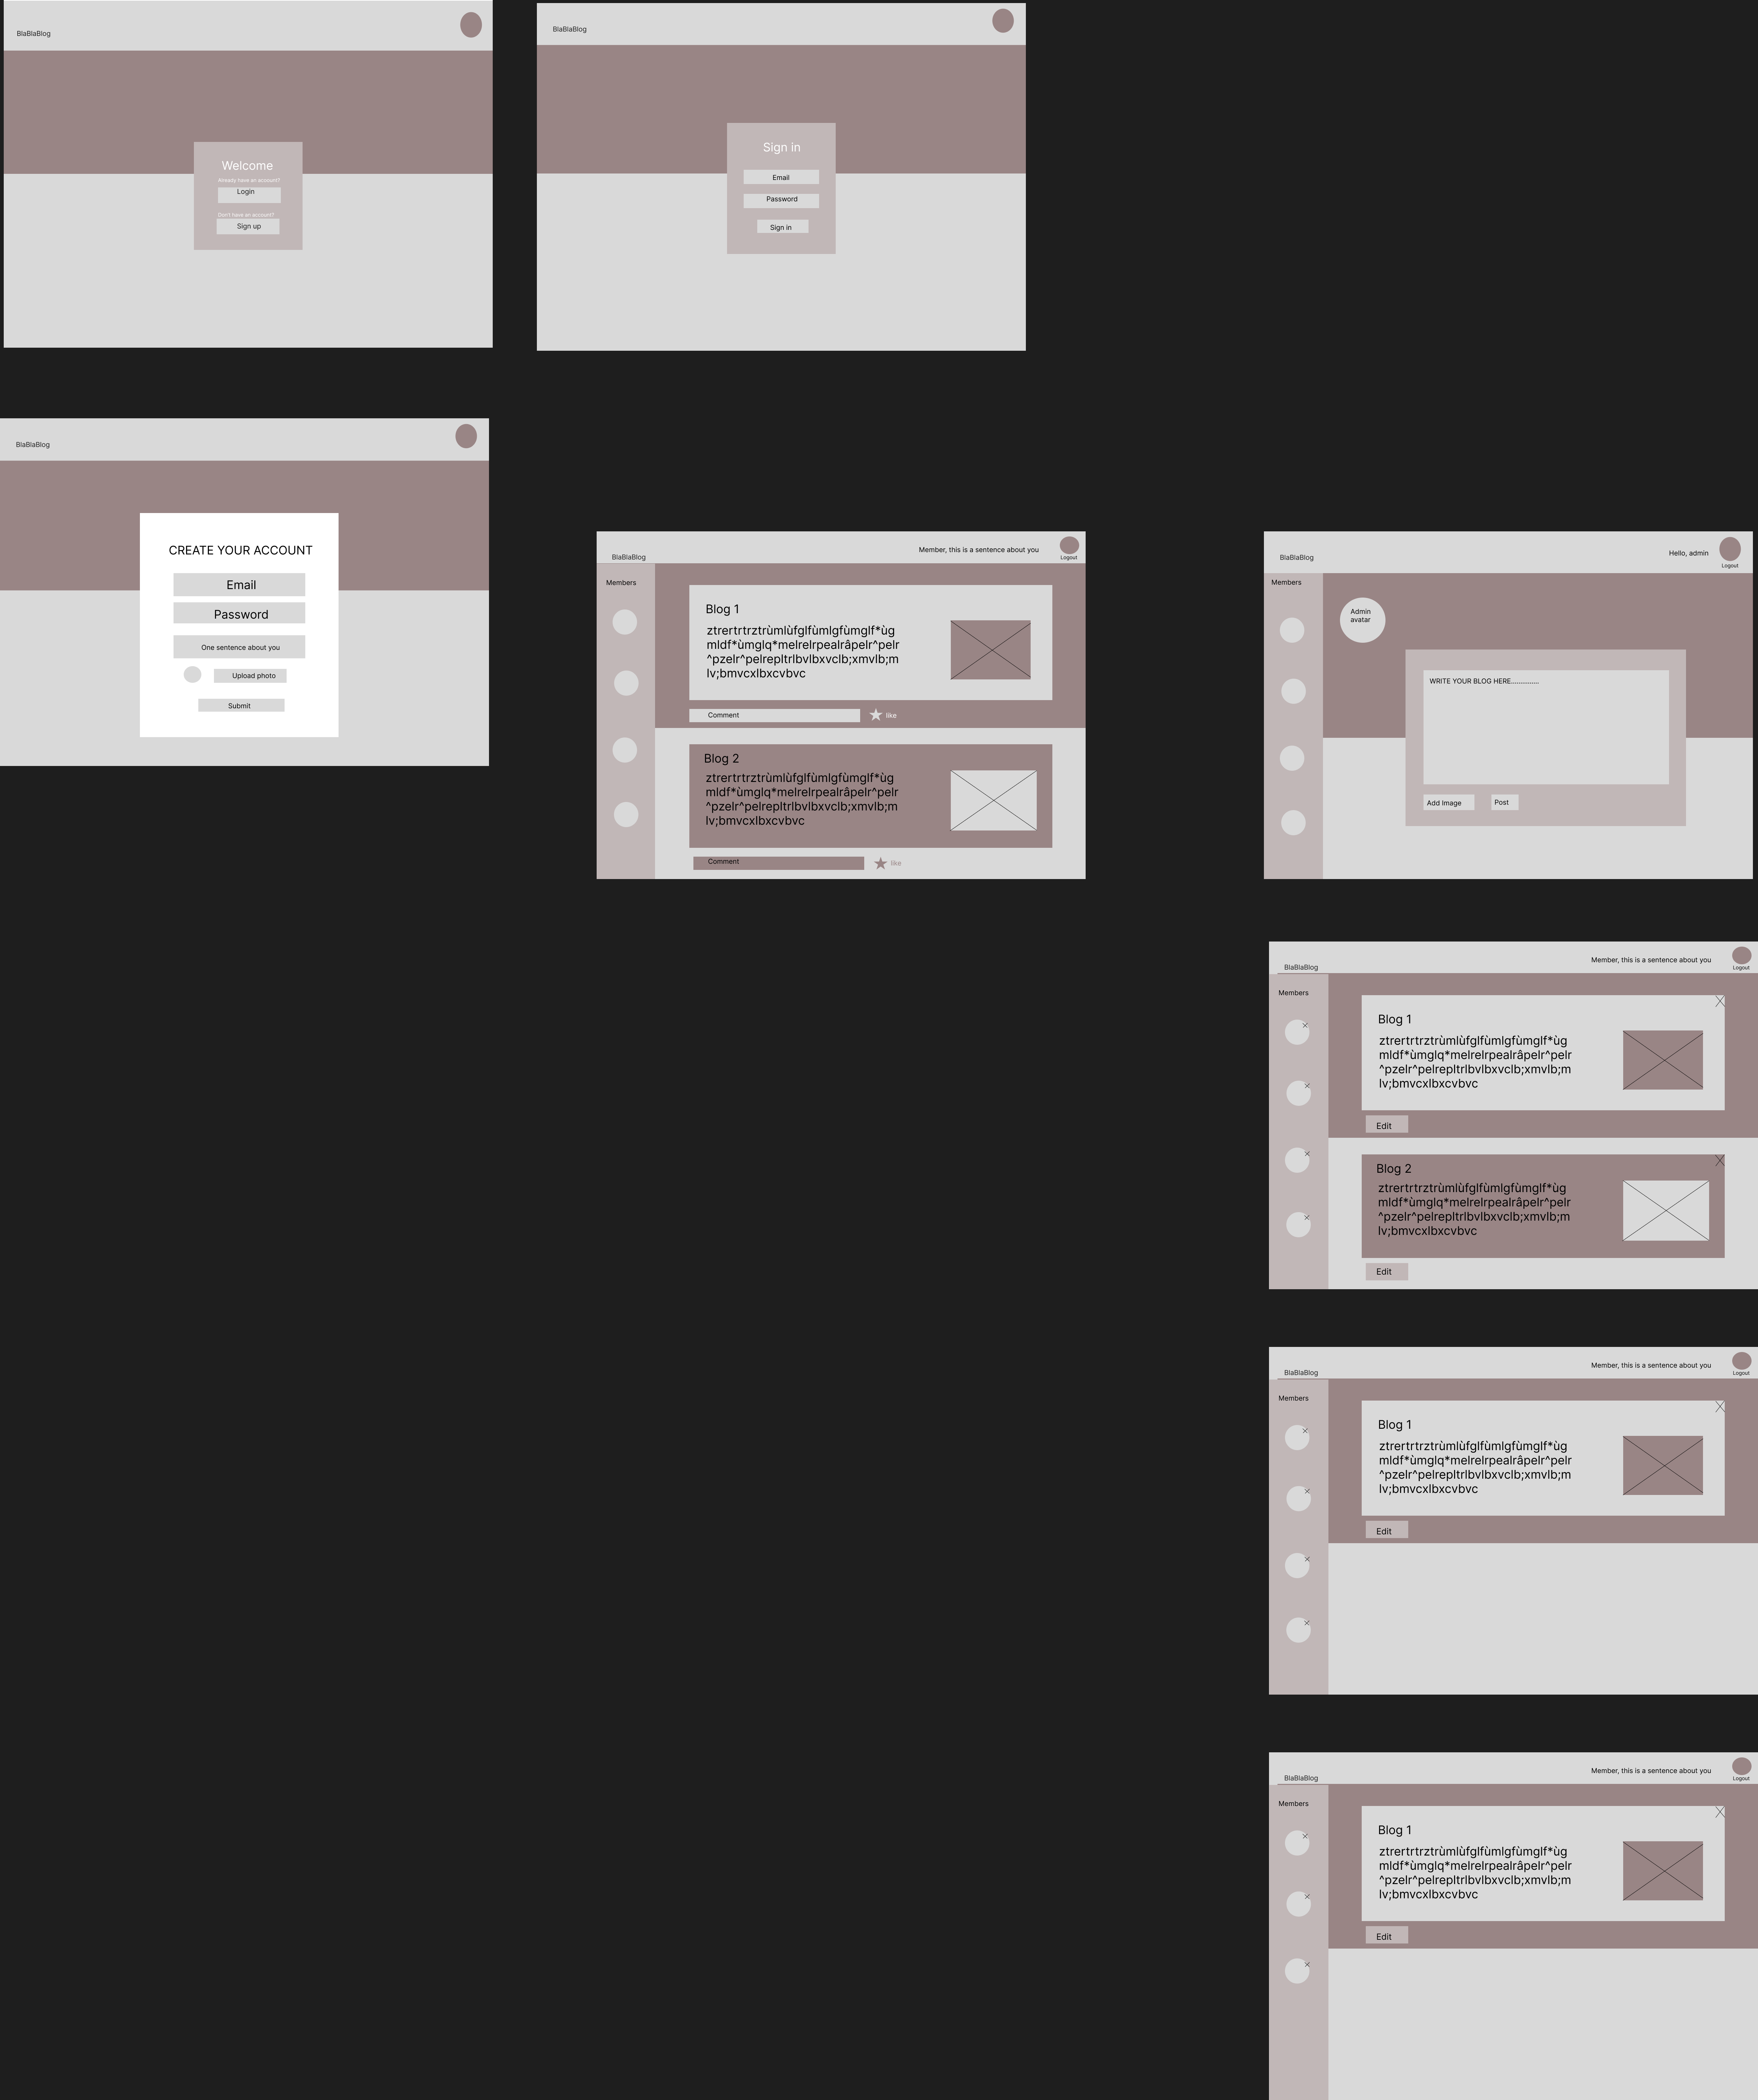 BlaBlaBlog
Welcome
Already have an account?
Login
Don't have an account?
Sign up
BlaBlaBlog
Sign in
Email
Password
Sign in
BlaBlaBlog
CREATE YOUR ACCOUNT
Email
Password
One sentence about you
Upload photo
Submit
BlaBlaBlog
Member, this is a sentence about you
Logout
Members
Blog 1
ztrertrtrztrùmlùfglfùmlgfùmglf*ùg
mldf*ùmglq*melrelrpealrâpelr^pelr
^pzelr^pelrepltrlbvlbxvclb;xmvlb;m
lv;bmvcxlbxcvbvc
Comment
like
Blog 2
ztrertrtrztrùmlùfglfùmlgfùmglf*ùg
mldf*ùmglq*melrelrpealrâpelr^pelr
^pzelr^pelrepltrlbvlbxvclb;xmvlb;m
lv;bmvcxlbxcvbvc
Comment
like
BlaBlaBlog
Hello, admin
Logout
Members
Admin
avatar
WRITE YOUR BLOG HERE...............
Add Image
Post
BlaBlaBlog
Member, this is a sentence about you
Logout
Members
Blog 1
ztrertrtrztrùmlùfglfùmlgfùmglf*ùg
mldf*ùmglq*melrelrpealrâpelr^pelr
^pzelr^pelrepltrlbvlbxvclb;xmvlb;m
lv;bmvcxlbxcvbvc
Edit
Blog 2
ztrertrtrztrùmlùfglfùmlgfùmglf*ùg
mldf*ùmglq*melrelrpealrâpelr^pelr
^pzelr^pelrepltrlbvlbxvclb;xmvlb;m
lv;bmvcxlbxcvbvc
Edit
BlaBlaBlog
Member, this is a sentence about you
Logout
Members
Blog 1
ztrertrtrztrùmlùfglfùmlgfùmglf*ùg
mldf*ùmglq*melrelrpealrâpelr^pelr
^pzelr^pelrepltrlbvlbxvclb;xmvlb;m
lv;bmvcxlbxcvbvc
Edit
BlaBlaBlog
Member, this is a sentence about you
Logout
Members
Blog 1
ztrertrtrztrùmlùfglfùmlgfùmglf*ùg
mldf*ùmglq*melrelrpealrâpelr^pelr
^pzelr^pelrepltrlbvlbxvclb;xmvlb;m
lv;bmvcxlbxcvbvc
Edit